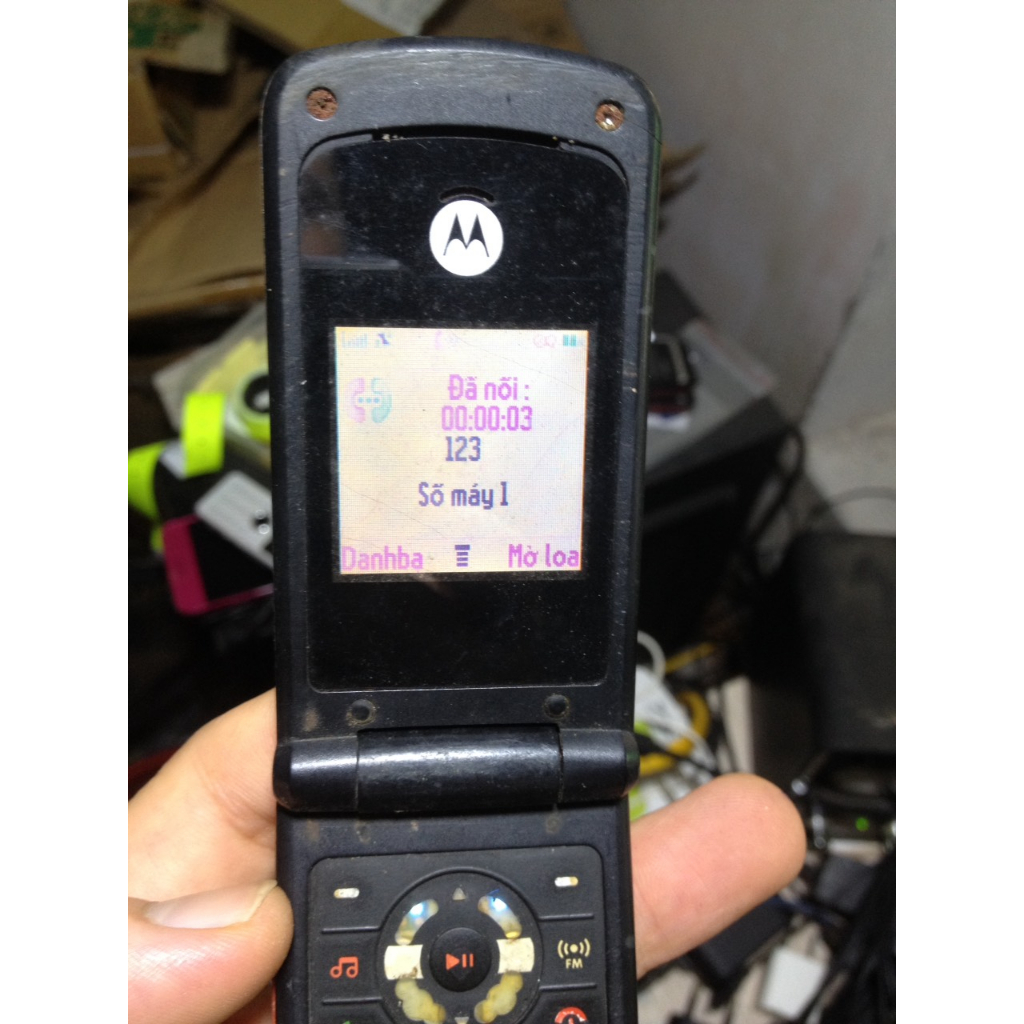 Đã nối :
00:00:03
123
Số máy 1
Danhba
Mở loa
FM